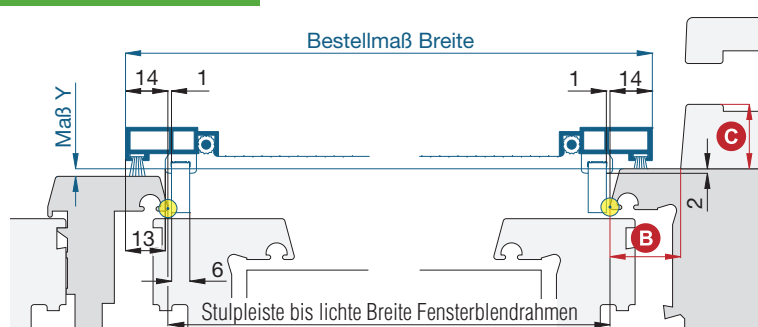 Bestellmaß Breite
14
1
1
14
Maß Y
C
2
B
13
6
Stulpleiste bis lichte Breite Fensterblendrahmen